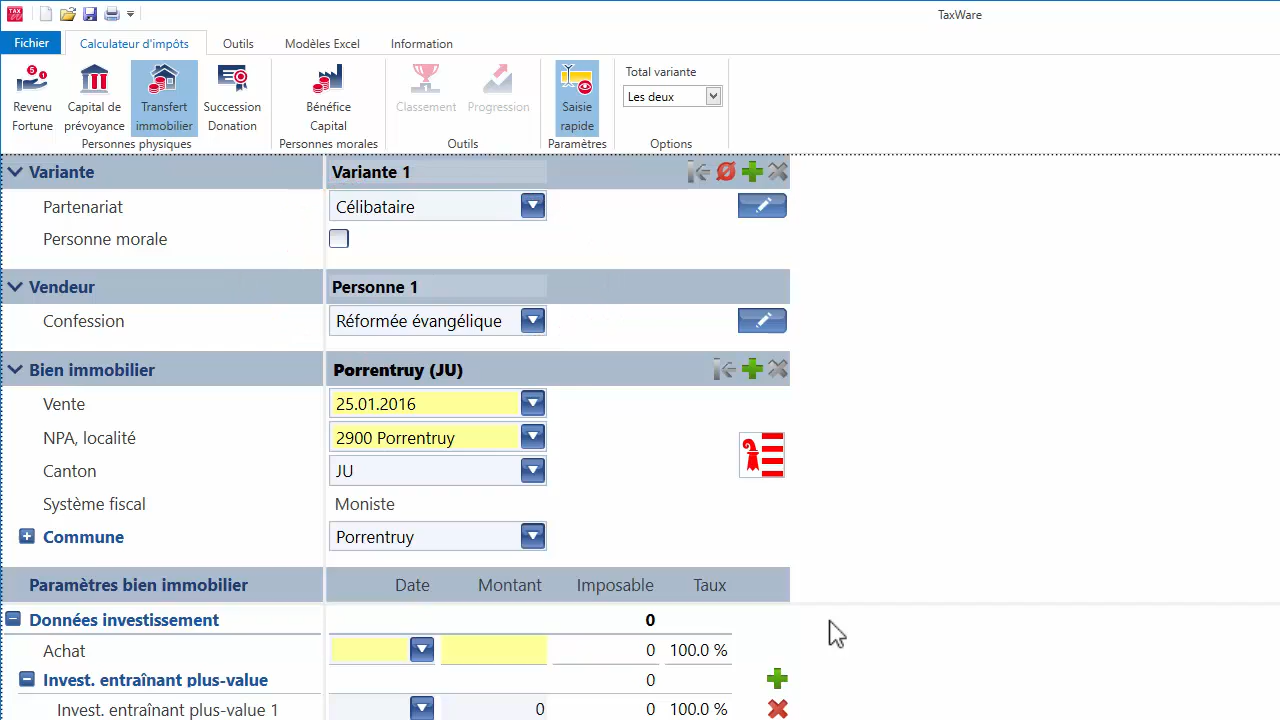 TaxWare
Fichier Calculateur d'impôts Outils Modèles Excel Information
Revenu Fortune
Capital de prévoyance
Transfert immobilier
Succession Donation
Personnes physiques
Bénéfice Capital
Personnes morales
Classement
Progression
Outils
Saisie rapide
Paramètres
Total variante
Les deux
Options
Variante Variante 1
Partenariat Célibataire
Personne morale
Vendeur Personne 1
Confession Réformée évangélique
Bien immobilier Porrentruy (JU)
Vente 25.01.2016
NPA, localité 2900 Porrentruy
Canton JU
Système fiscal Moniste
Commune Porrentruy
Paramètres bien immobilier Date Montant Imposable Taux
Données investissement 0
Achat 0 100.0 %
Invest. entraînant plus-value 0
Invest. entraînant plus-value 1 0 0 100.0 %